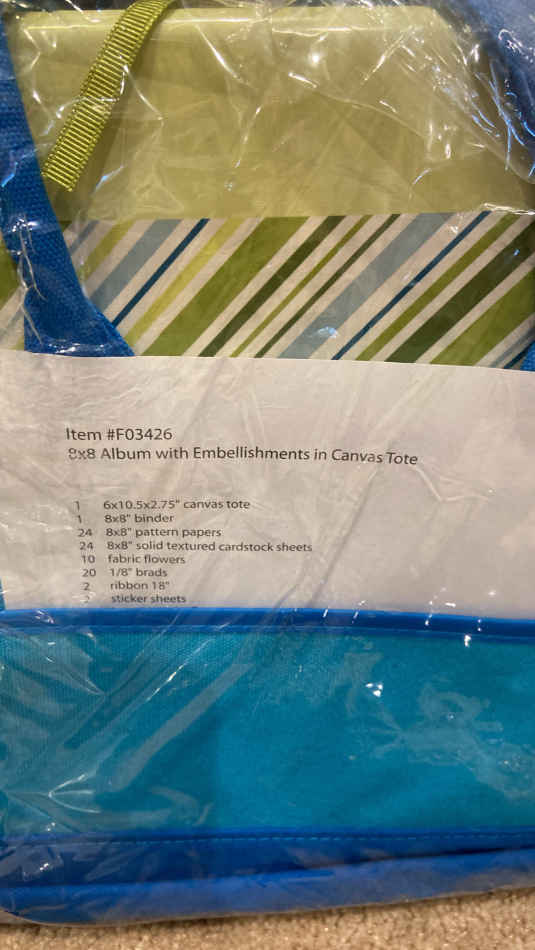 Item #F03426
8x8 Album with Embellishments in Canvas Tote
1 6x10.5x2.75" canvas tote
1 8x8" binder
24 8x8" pattern papers
24 8x8" solid textured cardstock sheets
10 fabric flowers
20 1/8" brads
2 ribbon 18"
2 sticker sheets